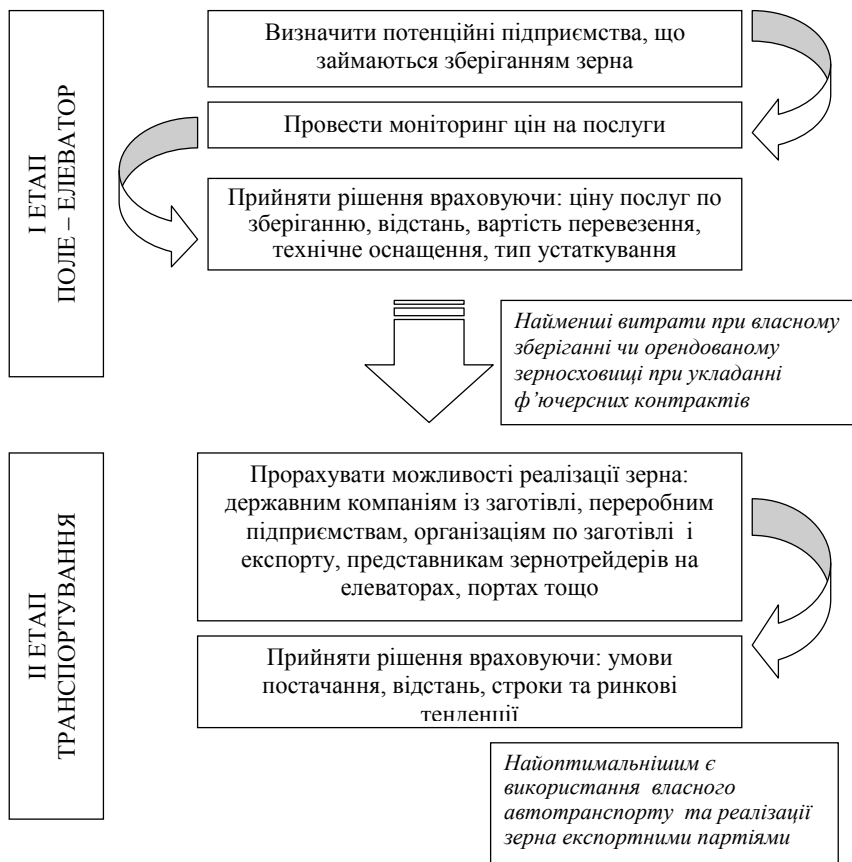 І ЕТАП
ПОЛЕ – ЕЛЕВАТОР
Визначити потенційні підприємства, що
займаються зберіганням зерна
Провести моніторинг цін на послуги
Прийняти рішення враховуючи: ціну послуг по
зберіганню, відстань, вартість перевезення,
технічне оснащення, тип устаткування
Найменші витрати при власному
зберіганні чи орендованому
зерносховищі при укладанні
ф’ючерсних контрактів
ІІ ЕТАП
ТРАНСПОРТУВАННЯ
Прорахувати можливості реалізації зерна:
державним компаніям із заготівлі, переробним
підприємствам, організаціям по заготівлі і
експорту, представникам зернотрейдерів на
елеваторах, портах тощо
Прийняти рішення враховуючи: умови
постачання, відстань, строки та ринкові
тенденції
Найоптимальнішим є
використання власного
автотранспорту та реалізації
зерна експортними партіями